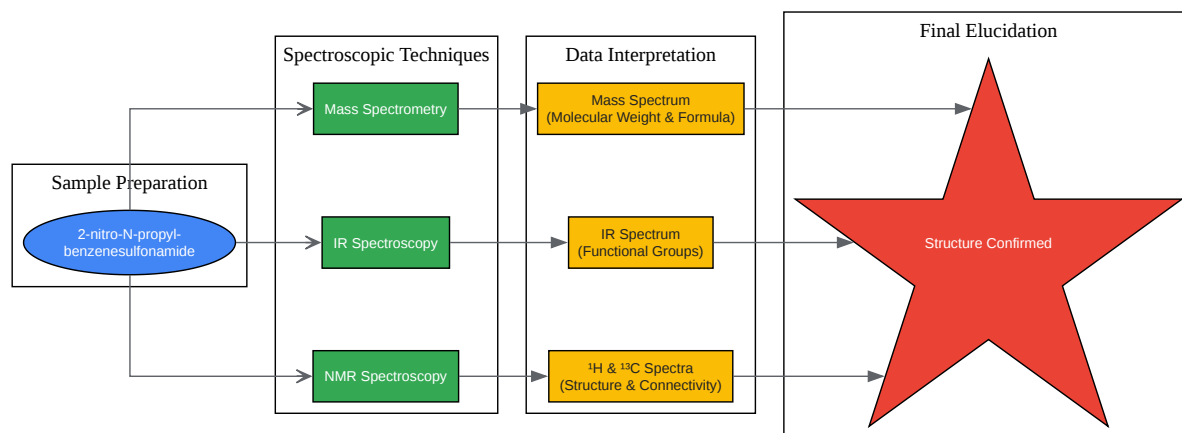 Sample Preparation
2-nitro-N-propyl-
benzenesulfonamide
Spectroscopic Techniques
Mass Spectrometry
IR Spectroscopy
NMR Spectroscopy
Data Interpretation
Mass Spectrum
(Molecular Weight & Formula)
IR Spectrum
(Functional Groups)
¹H & ¹³C Spectra
(Structure & Connectivity)
Final Elucidation
Structure Confirmed